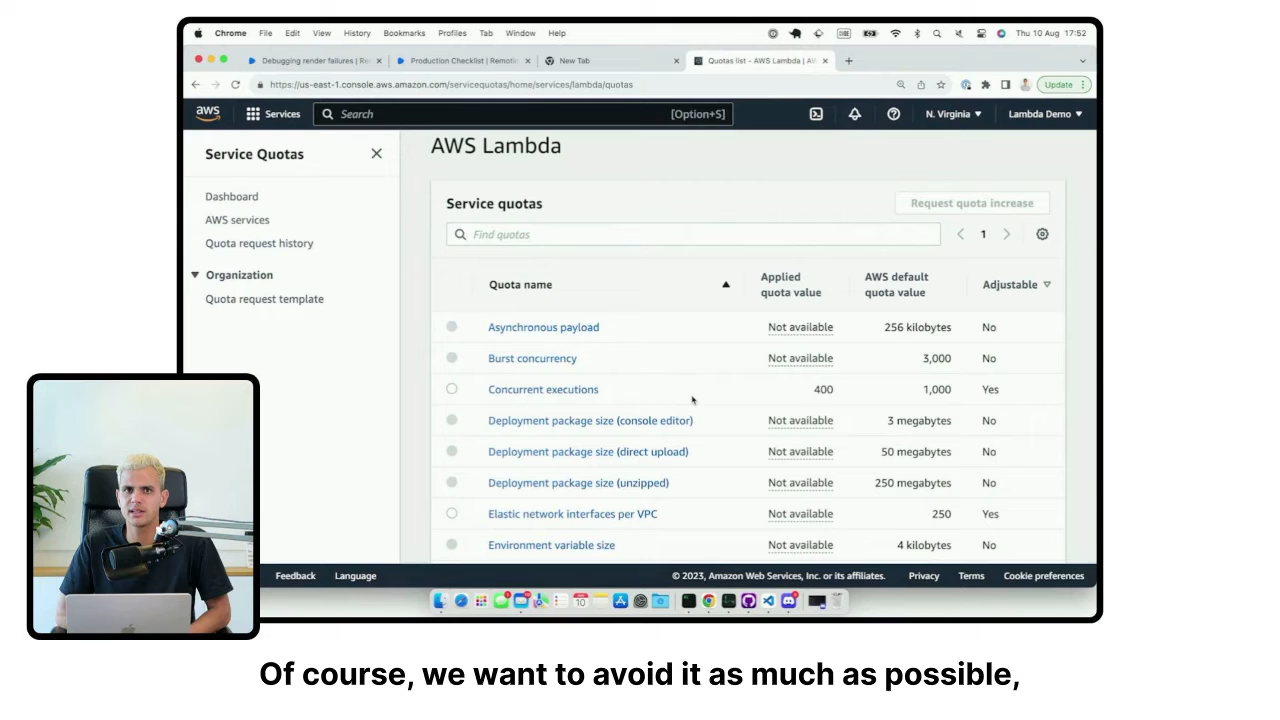 Chrome File Edit View History Bookmarks Profiles Tab Window Help Thu 10 Aug 17:52
Debugging render failures | Re Production Checklist | Remotio New Tab Quotas list - AWS Lambda | AW
https://us-east-1.console.aws.amazon.com/servicequotas/home/services/lambda/quotas Update
aws Services Search [Option+S] N. Virginia Lambda Demo
Service Quotas
Dashboard
AWS services
Quota request history
Organization
Quota request template
AWS Lambda
Service quotas Request quota increase
Find quotas 1
Quota name Applied quota value AWS default quota value Adjustable
Asynchronous payload Not available 256 kilobytes No
Burst concurrency Not available 3,000 No
Concurrent executions 400 1,000 Yes
Deployment package size (console editor) Not available 3 megabytes No
Deployment package size (direct upload) Not available 50 megabytes No
Deployment package size (unzipped) Not available 250 megabytes No
Elastic network interfaces per VPC Not available 250 Yes
Environment variable size Not available 4 kilobytes No
Feedback Language © 2023, Amazon Web Services, Inc. or its affiliates. Privacy Terms Cookie preferences
Of course, we want to avoid it as much as possible,